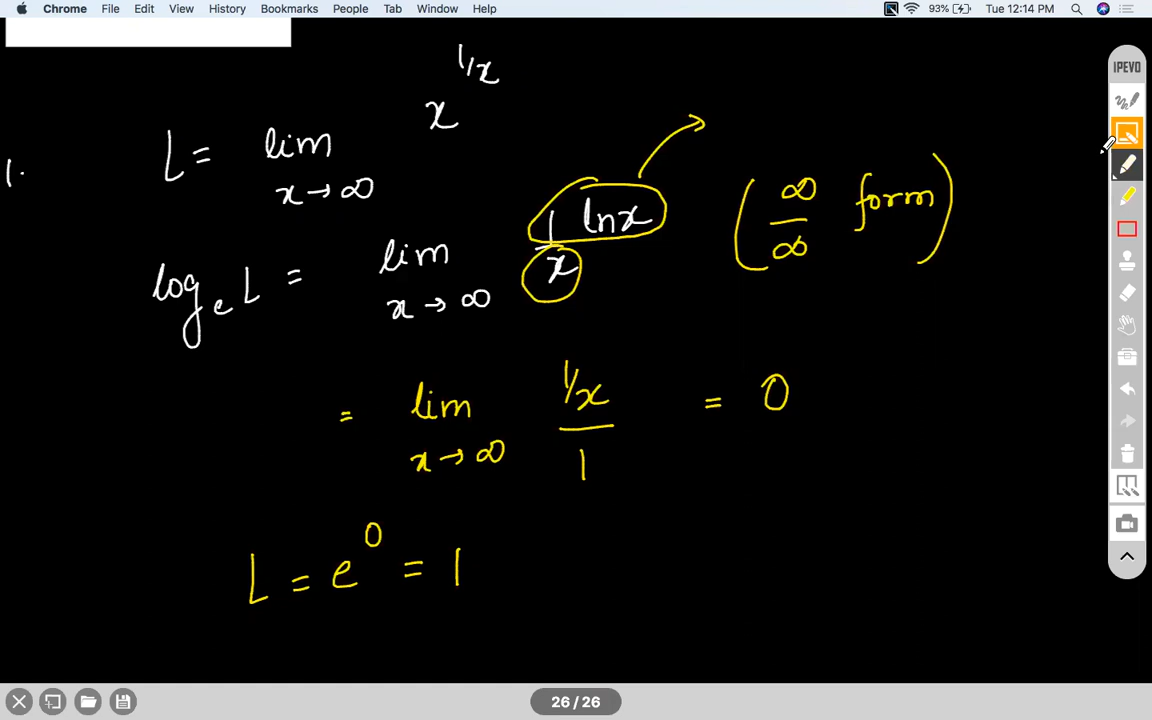 Chrome File Edit View History Bookmarks People Tab Window Help 93% Tue 12:14 PM
IPEVO
1. L = lim x→∞ x^1/x
log_e L = lim x→∞ 1/x ln x (∞/∞ form)
= lim x→∞ 1/x / 1 = 0
L = e^0 = 1
26 / 26